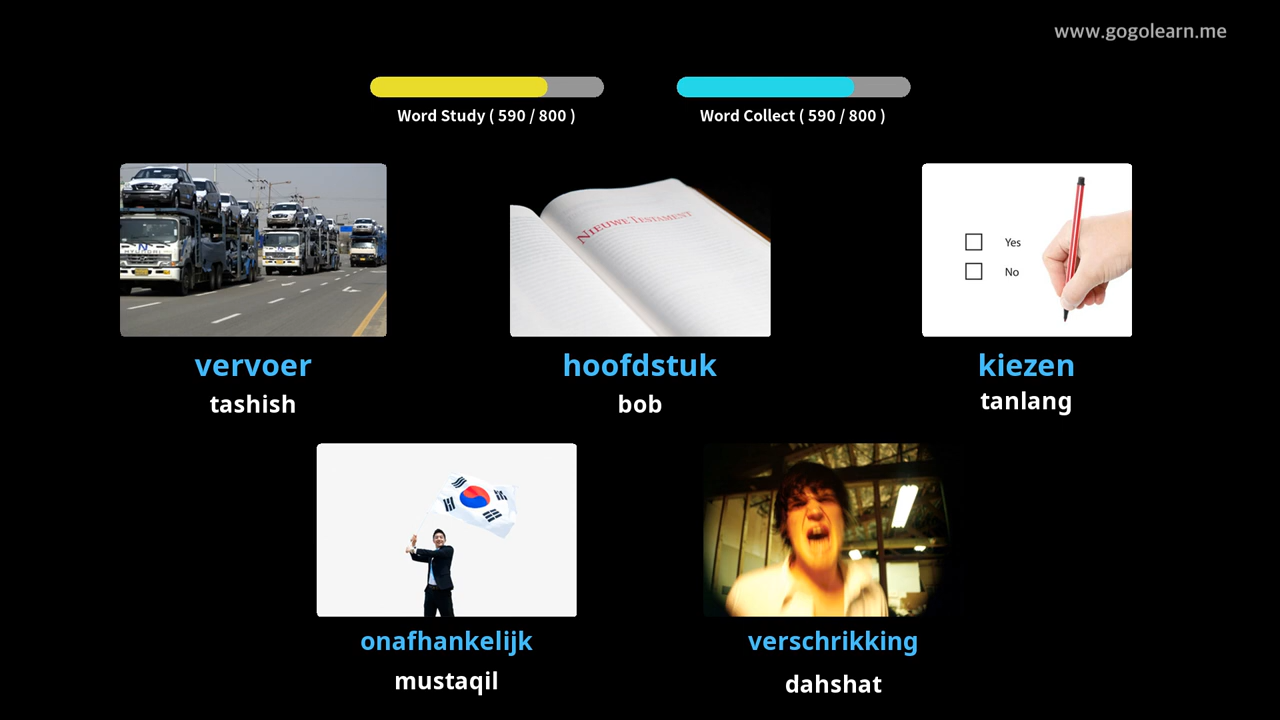 www.gogolearn.me
Word Study ( 590 / 800 )
Word Collect ( 590 / 800 )
NIEUWE TESTAMENT
Yes
No
vervoer
hoofdstuk
kiezen
tashish
bob
tanlang
onafhankelijk
verschrikking
mustaqil
dahshat